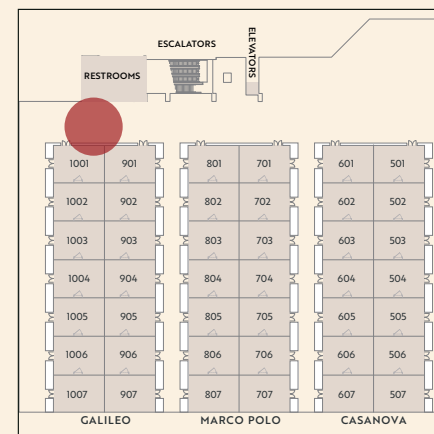 ESCALATORS
ELEVATORS
RESTROOMS
1001 901 801 701 601 501
1002 902 802 702 602 502
1003 903 803 703 603 503
1004 904 804 704 604 504
1005 905 805 705 605 505
1006 906 806 706 606 506
1007 907 807 707 607 507
GALILEO MARCO POLO CASANOVA